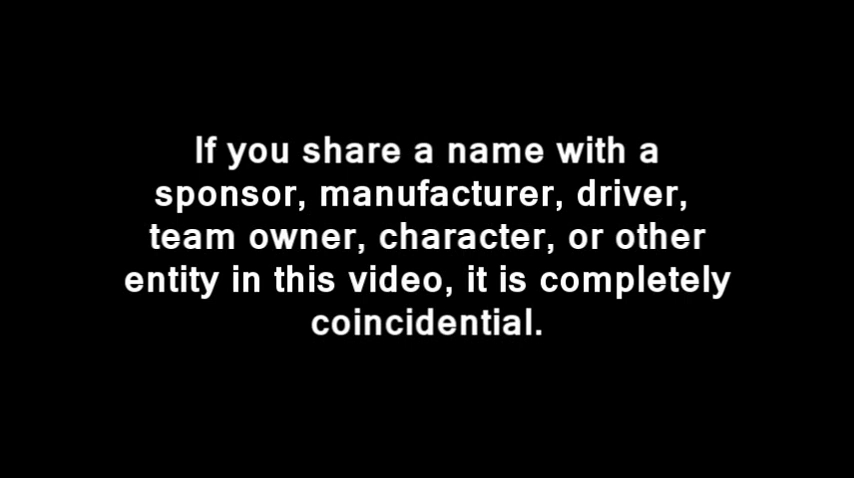 If you share a name with a
sponsor, manufacturer, driver,
team owner, character, or other
entity in this video, it is completely
coincidential.